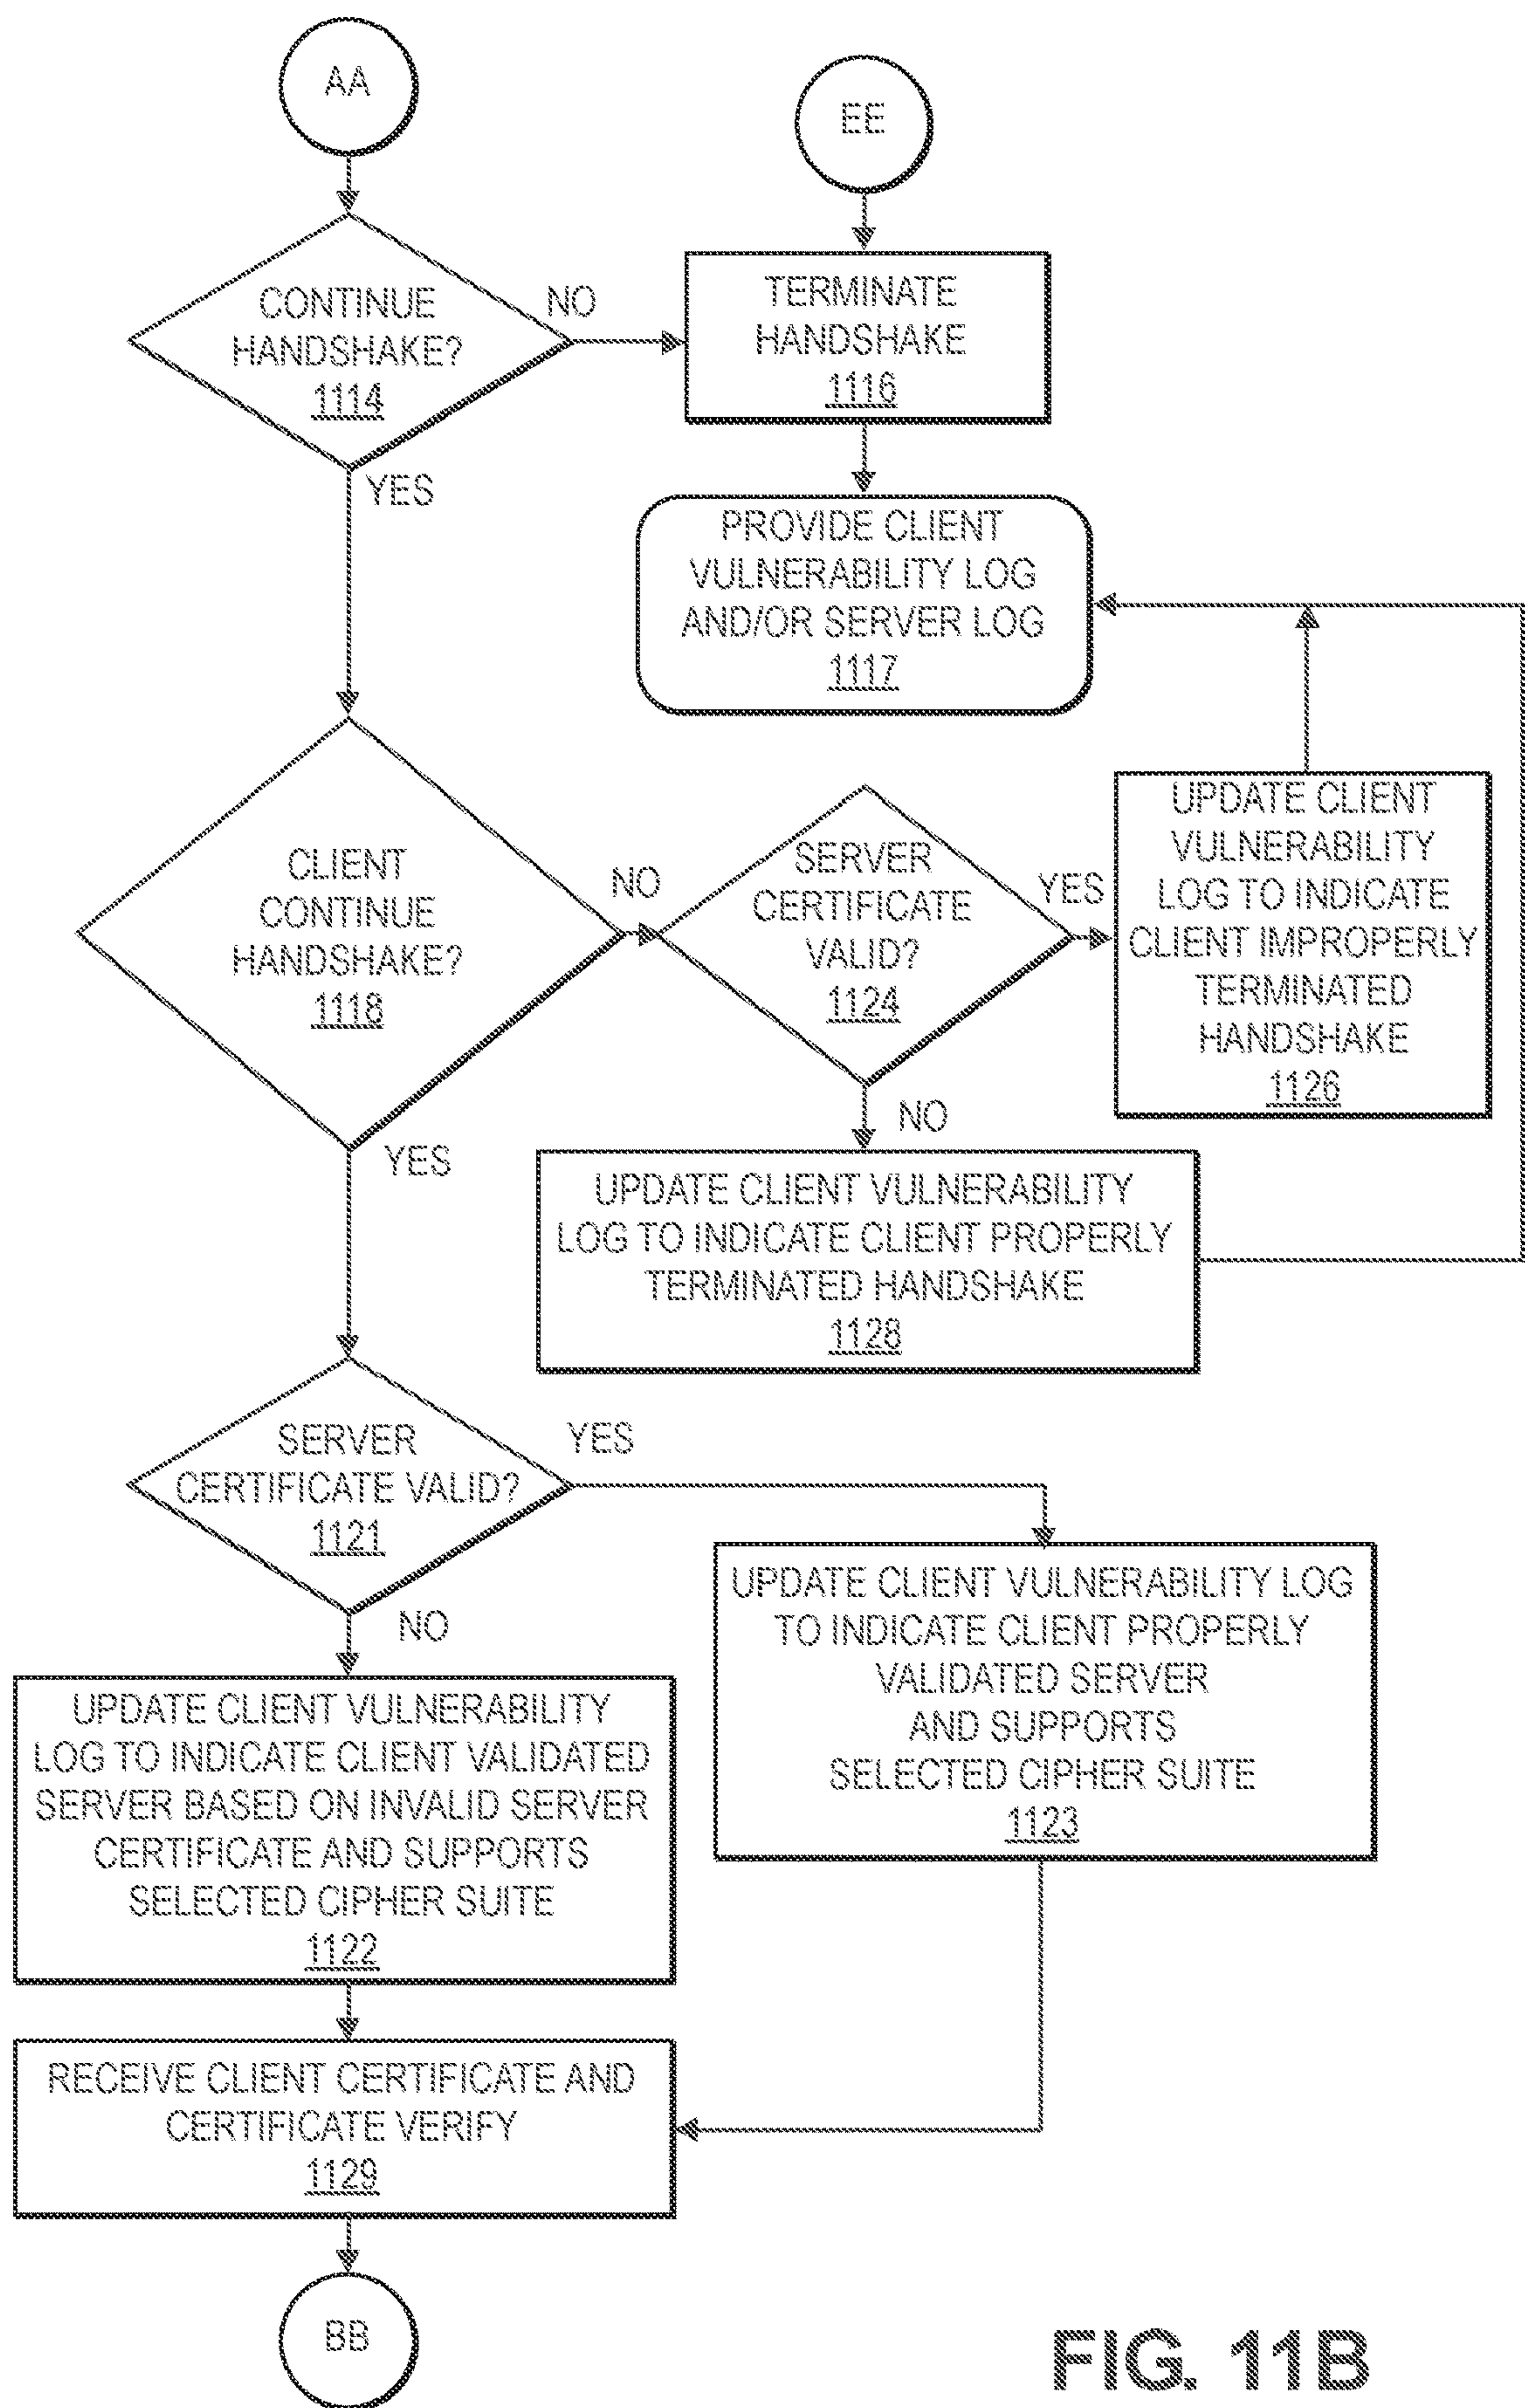 AA
EE
CONTINUE
HANDSHAKE?
1114
NO
YES
TERMINATE
HANDSHAKE
1116
PROVIDE CLIENT
VULNERABILITY LOG
AND/OR SERVER LOG
1117
CLIENT
CONTINUE
HANDSHAKE?
1118
NO
YES
SERVER
CERTIFICATE
VALID?
1124
YES
NO
UPDATE CLIENT
VULNERABILITY
LOG TO INDICATE
CLIENT IMPROPERLY
TERMINATED
HANDSHAKE
1126
UPDATE CLIENT VULNERABILITY
LOG TO INDICATE CLIENT PROPERLY
TERMINATED HANDSHAKE
1128
SERVER
CERTIFICATE VALID?
1121
YES
NO
UPDATE CLIENT VULNERABILITY LOG
TO INDICATE CLIENT PROPERLY
VALIDATED SERVER
AND SUPPORTS
SELECTED CIPHER SUITE
1123
UPDATE CLIENT VULNERABILITY
LOG TO INDICATE CLIENT VALIDATED
SERVER BASED ON INVALID SERVER
CERTIFICATE AND SUPPORTS
SELECTED CIPHER SUITE
1122
RECEIVE CLIENT CERTIFICATE AND
CERTIFICATE VERIFY
1129
BB
FIG. 11B